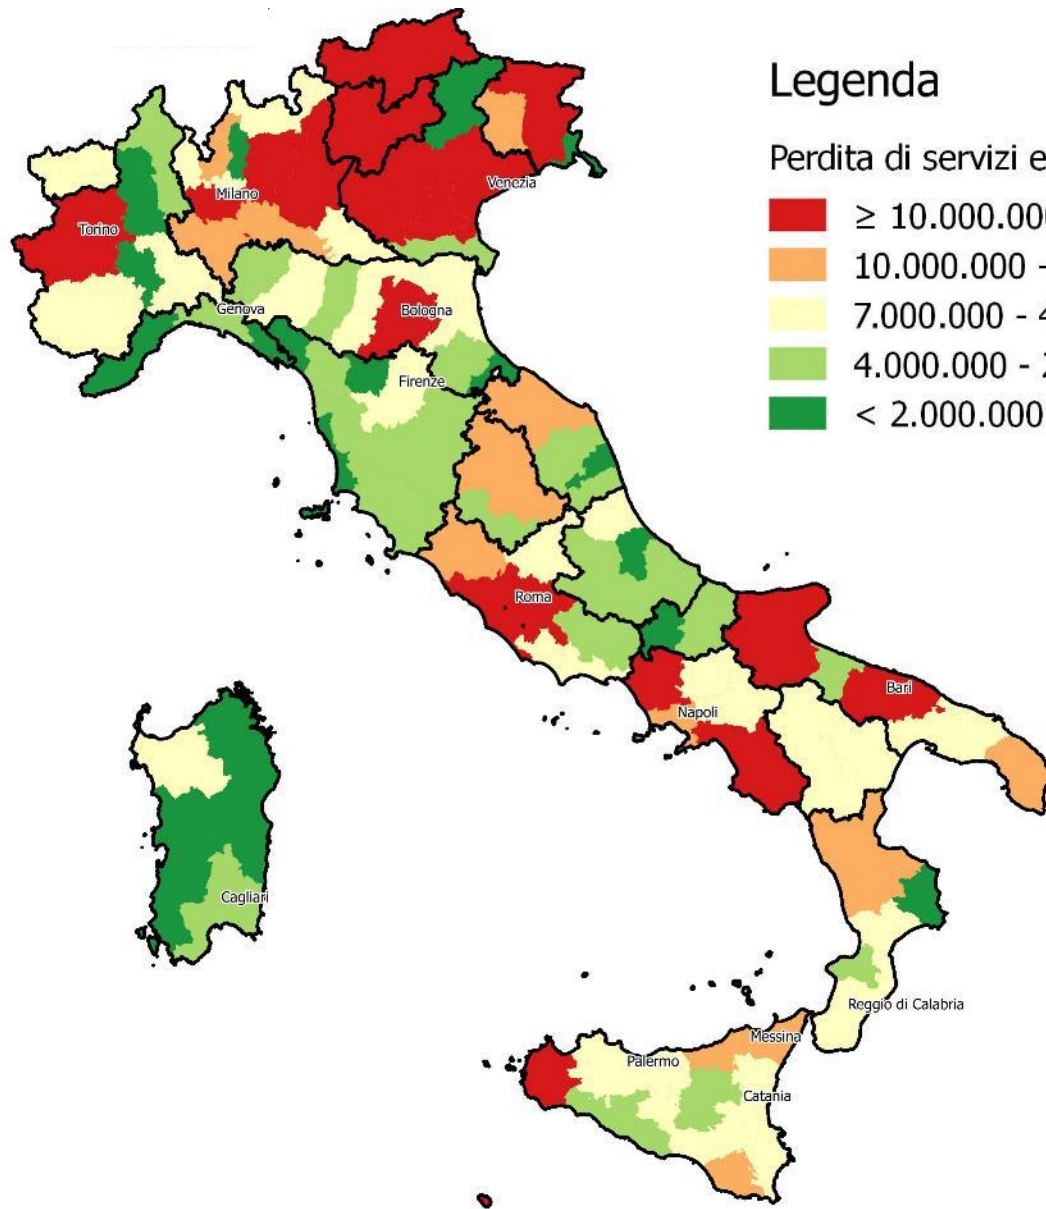 Legenda
Perdita di servizi e
≥ 10.000.000
10.000.000 -
7.000.000 - 4
4.000.000 - 2
< 2.000.000
Venezia
Milano
Torino
Genova
Bologna
Firenze
Roma
Bari
Napoli
Cagliari
Reggio di Calabria
Messina
Palermo
Catania